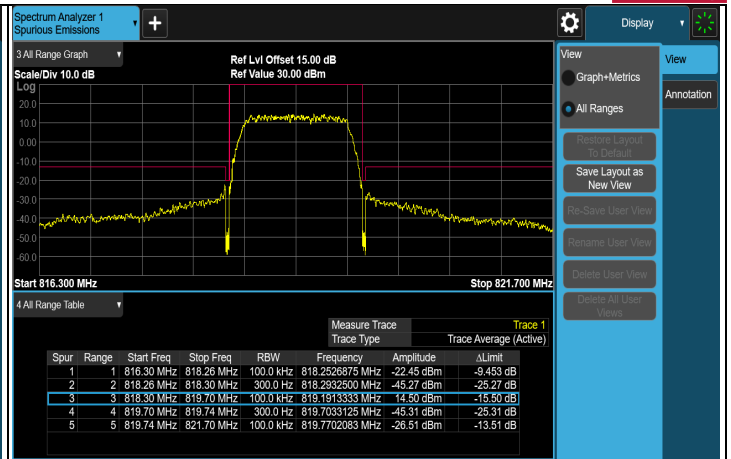 Spectrum Analyzer 1
Spurious Emissions
Display
3 All Range Graph
Ref Lvl Offset 15.00 dB
Scale/Div 10.0 dB
Ref Value 30.00 dBm
Log
20.0
10.0
0.00
-10.0
-20.0
-30.0
-40.0
-50.0
-60.0
Start 816.300 MHz
Stop 821.700 MHz
View
Graph+Metrics
All Ranges
Restore Layout
To Default
Save Layout as
New View
Re-Save User View
Rename User View
Delete User View
Delete All User
Views
View
Annotation
4 All Range Table
Measure Trace Trace 1
Trace Type Trace Average (Active)
Spur Range Start Freq Stop Freq RBW Frequency Amplitude ΔLimit
1 1 816.30 MHz 818.26 MHz 100.0 kHz 818.2526875 MHz -22.45 dBm -9.453 dB
2 2 818.26 MHz 818.30 MHz 300.0 Hz 818.2932500 MHz -45.27 dBm -25.27 dB
3 3 818.30 MHz 819.70 MHz 100.0 kHz 819.1913333 MHz 14.50 dBm -15.50 dB
4 4 819.70 MHz 819.74 MHz 300.0 Hz 819.7033125 MHz -45.31 dBm -25.31 dB
5 5 819.74 MHz 821.70 MHz 100.0 kHz 819.7702083 MHz -26.51 dBm -13.51 dB